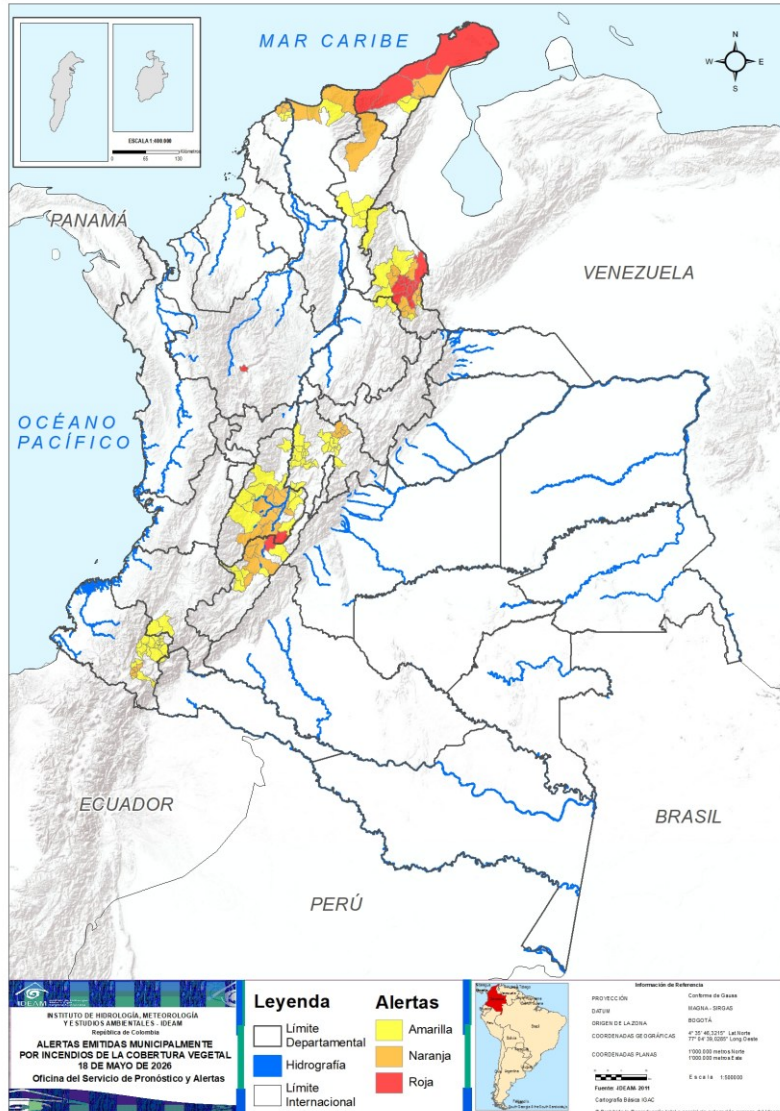 MAR CARIBE
N
W
E
S
ESCALA 1:400.000
PANAMÁ
VENEZUELA
OCÉANO
PACÍFICO
ECUADOR
BRASIL
PERÚ
IDEAM
INSTITUTO DE HIDROLOGÍA, METEOROLOGÍA
Y ESTUDIOS AMBIENTALES - IDEAM
República de Colombia
ALERTAS EMITIDAS MUNICIPALMENTE
POR INCENDIOS DE LA COBERTURA VEGETAL
18 DE MAYO DE 2026
Oficina del Servicio de Pronóstico y Alertas
Leyenda
Límite
Departamental
Hidrografía
Límite
Internacional
Alertas
Amarilla
Naranja
Roja
Información de Referencia
PROYECCIÓN
Conforme de Gauss
DATUM
MAGNA - SIRGAS
ORIGEN DE LA ZONA
BOGOTÁ
COORDENADAS GEOGRÁFICAS
COORDENADAS PLANAS
1'000.000 metros Norte
1'000.000 metros Este
Escala 1:500000
Fuente: IDEAM. 2011
Cartografía Básica IGAC